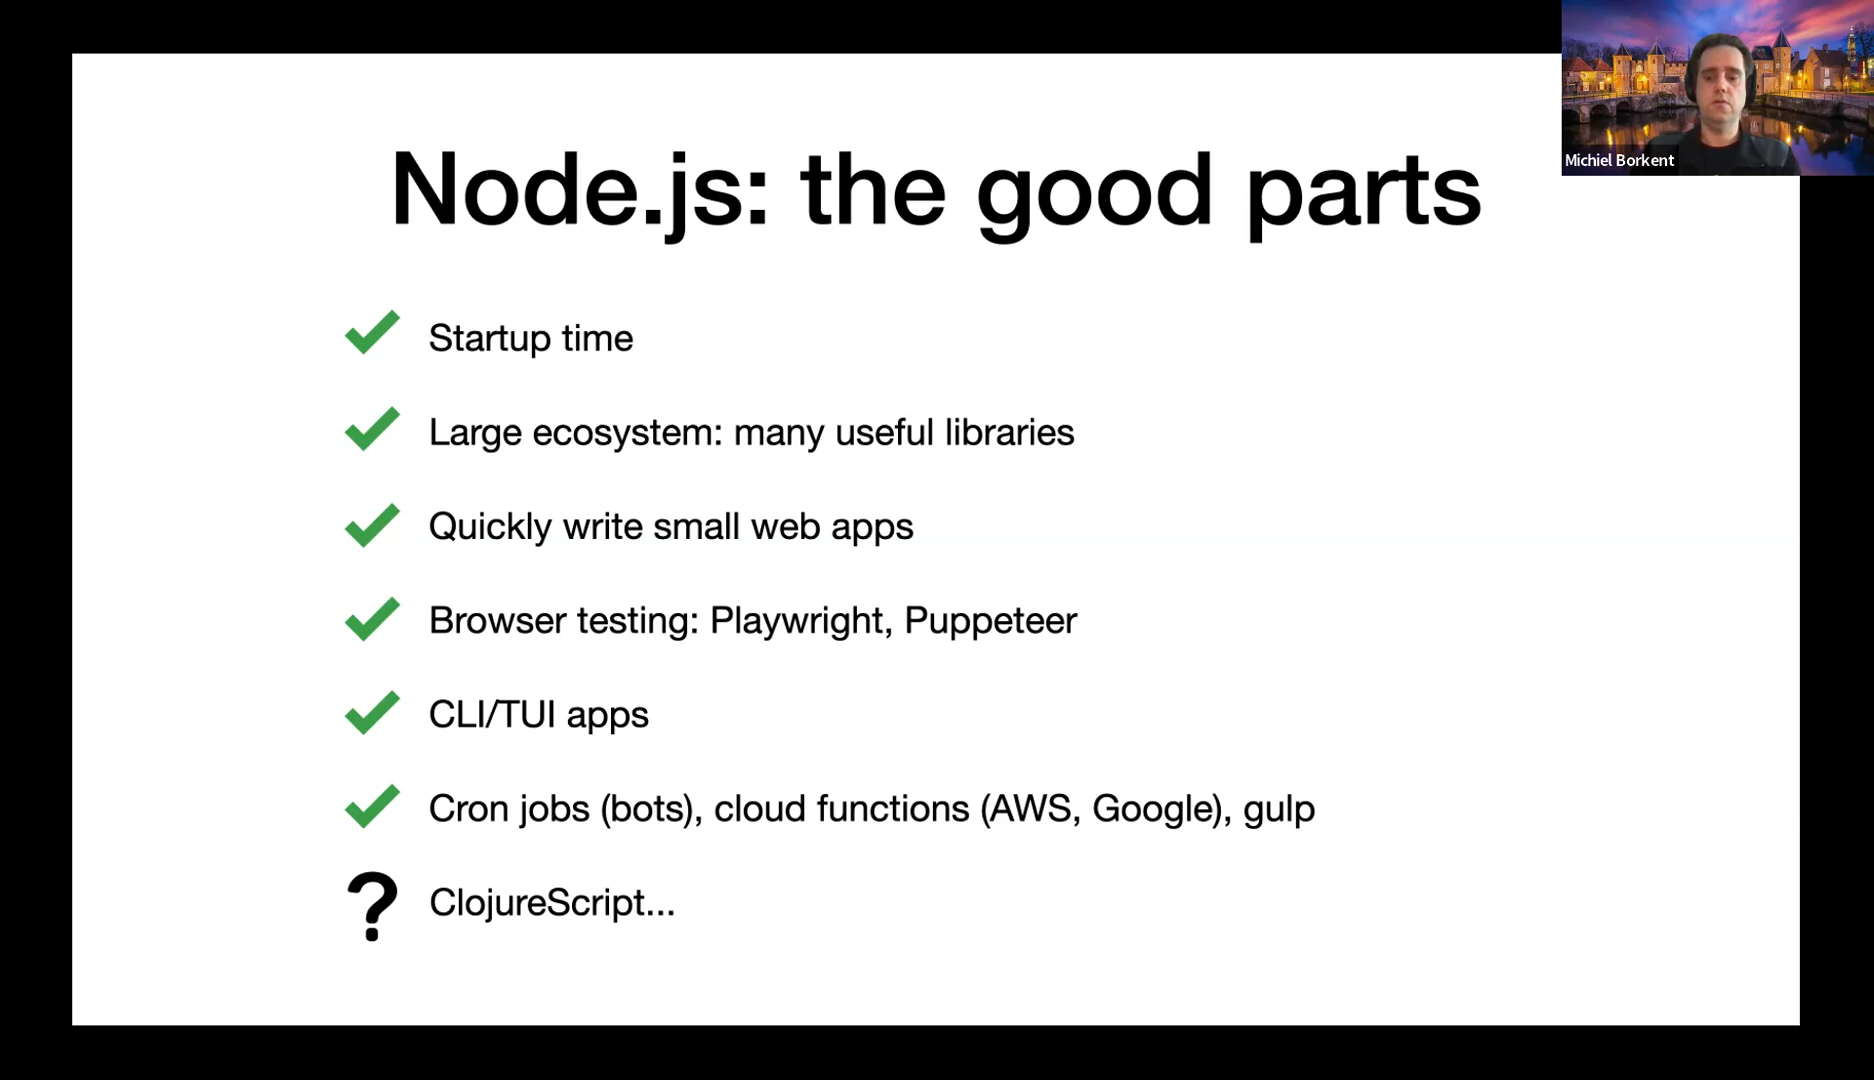 Node.js: the good parts
Startup time
Large ecosystem: many useful libraries
Quickly write small web apps
Browser testing: Playwright, Puppeteer
CLI/TUI apps
Cron jobs (bots), cloud functions (AWS, Google), gulp
? ClojureScript...
Michiel Borkent